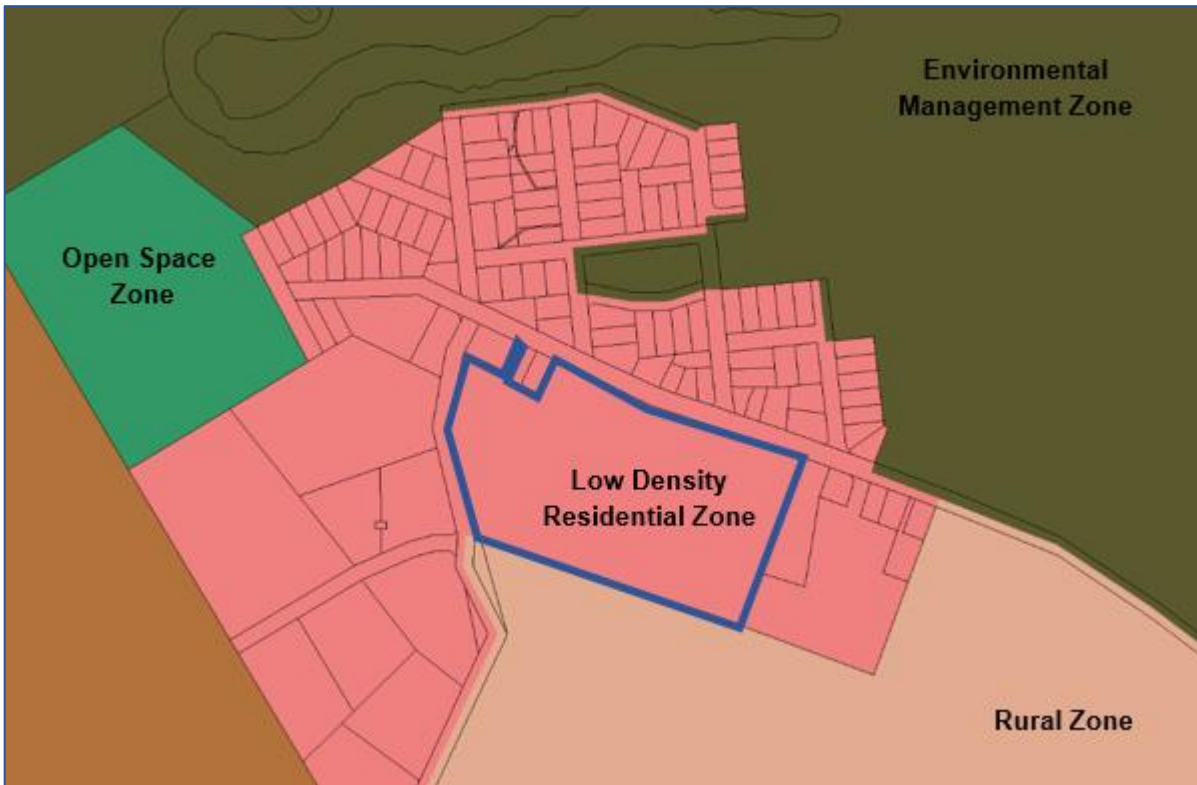 Environmental
Management Zone
Open Space
Zone
Low Density
Residential Zone
Rural Zone